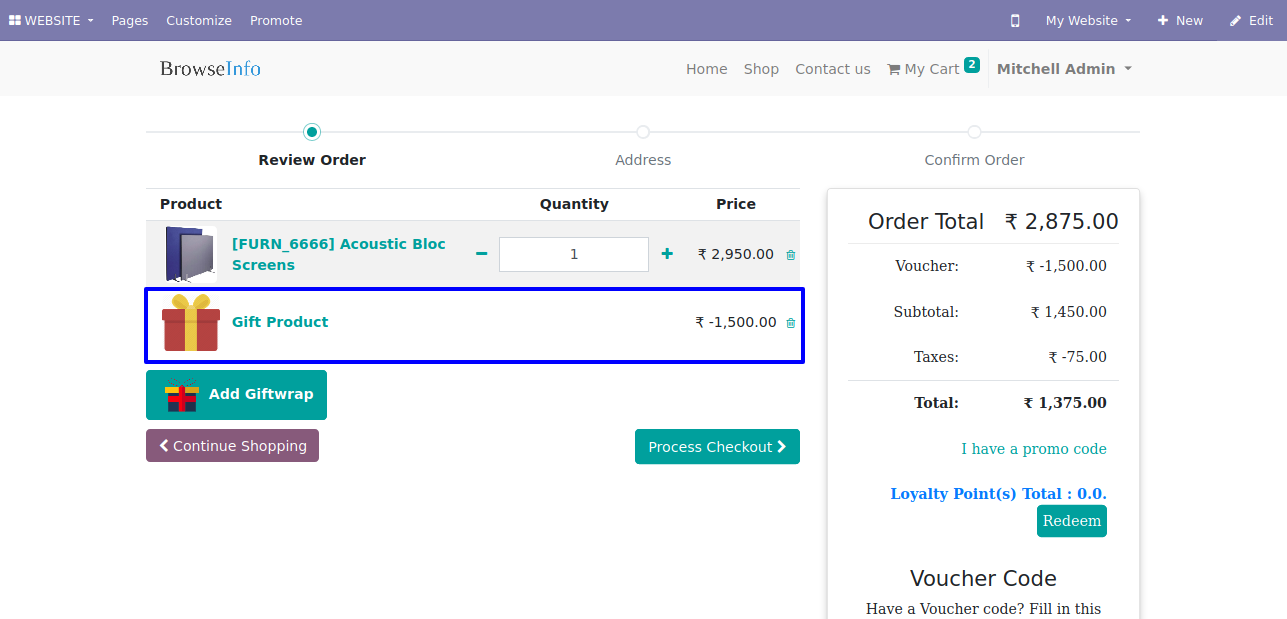 WEBSITE Pages Customize Promote My Website New Edit
BrowseInfo Home Shop Contact us My Cart 2 Mitchell Admin
Review Order Address Confirm Order
Product Quantity Price
[FURN_6666] Acoustic Bloc
Screens
1 ₹ 2,950.00
Gift Product ₹ -1,500.00
Add Giftwrap
Continue Shopping Process Checkout
Order Total ₹ 2,875.00
Voucher: ₹ -1,500.00
Subtotal: ₹ 1,450.00
Taxes: ₹ -75.00
Total: ₹ 1,375.00
I have a promo code
Loyalty Point(s) Total : 0.0.
Redeem
Voucher Code
Have a Voucher code? Fill in this